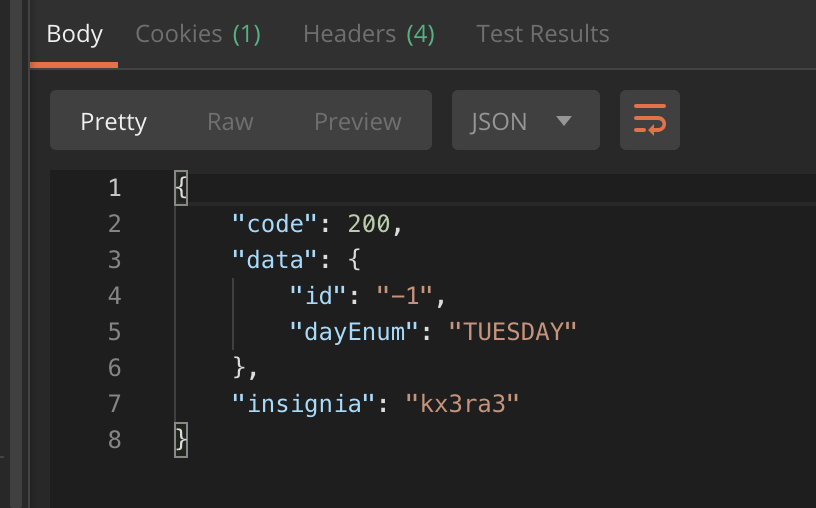 Body Cookies (1) Headers (4) Test Results
Pretty Raw Preview JSON
1 {
2 "code": 200,
3 "data": {
4 "id": "-1",
5 "dayEnum": "TUESDAY"
6 },
7 "insignia": "kx3ra3"
8 }